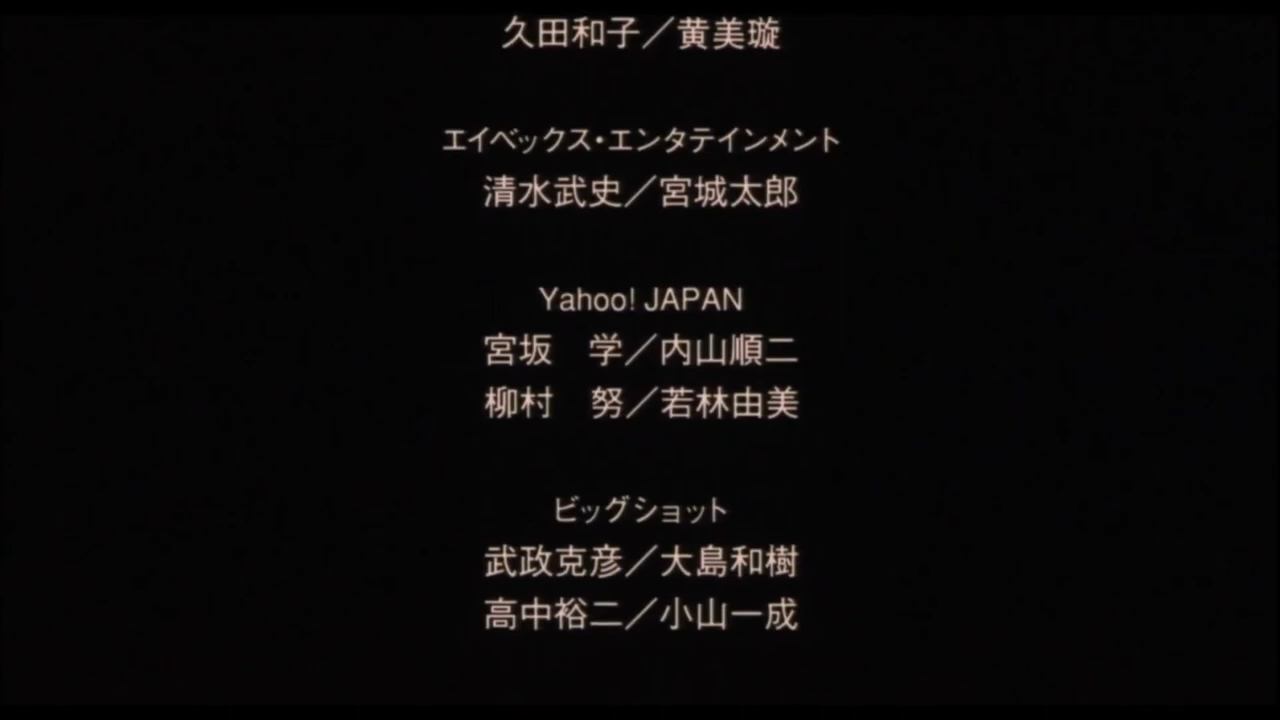 久田和子／黄美璇
エイベックス・エンタテインメント
清水武史／宮城太郎
Yahoo! JAPAN
宮坂　学／内山順二
柳村　努／若林由美
ビッグショット
武政克彦／大島和樹
高中裕二／小山一成